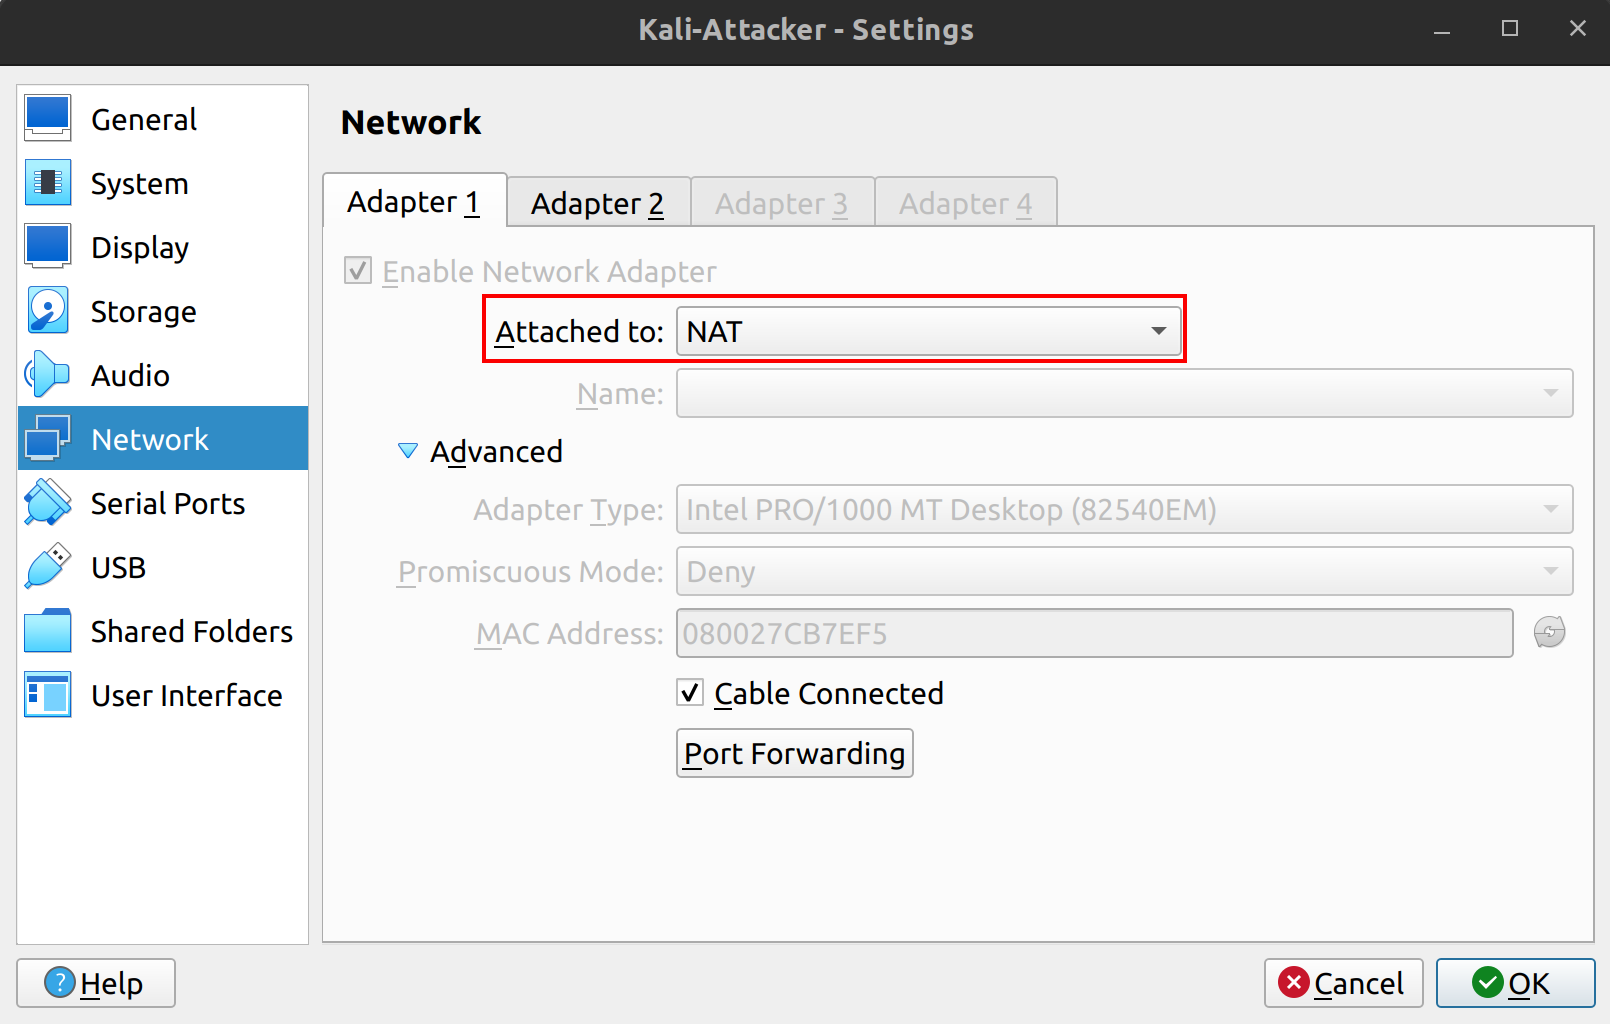 Kali-Attacker - Settings
General
System
Display
Storage
Audio
Network
Serial Ports
USB
Shared Folders
User Interface
Network
Adapter 1 Adapter 2 Adapter 3 Adapter 4
Enable Network Adapter
Attached to: NAT
Name:
Advanced
Adapter Type: Intel PRO/1000 MT Desktop (82540EM)
Promiscuous Mode: Deny
MAC Address: 080027CB7EF5
Cable Connected
Port Forwarding
Help Cancel OK